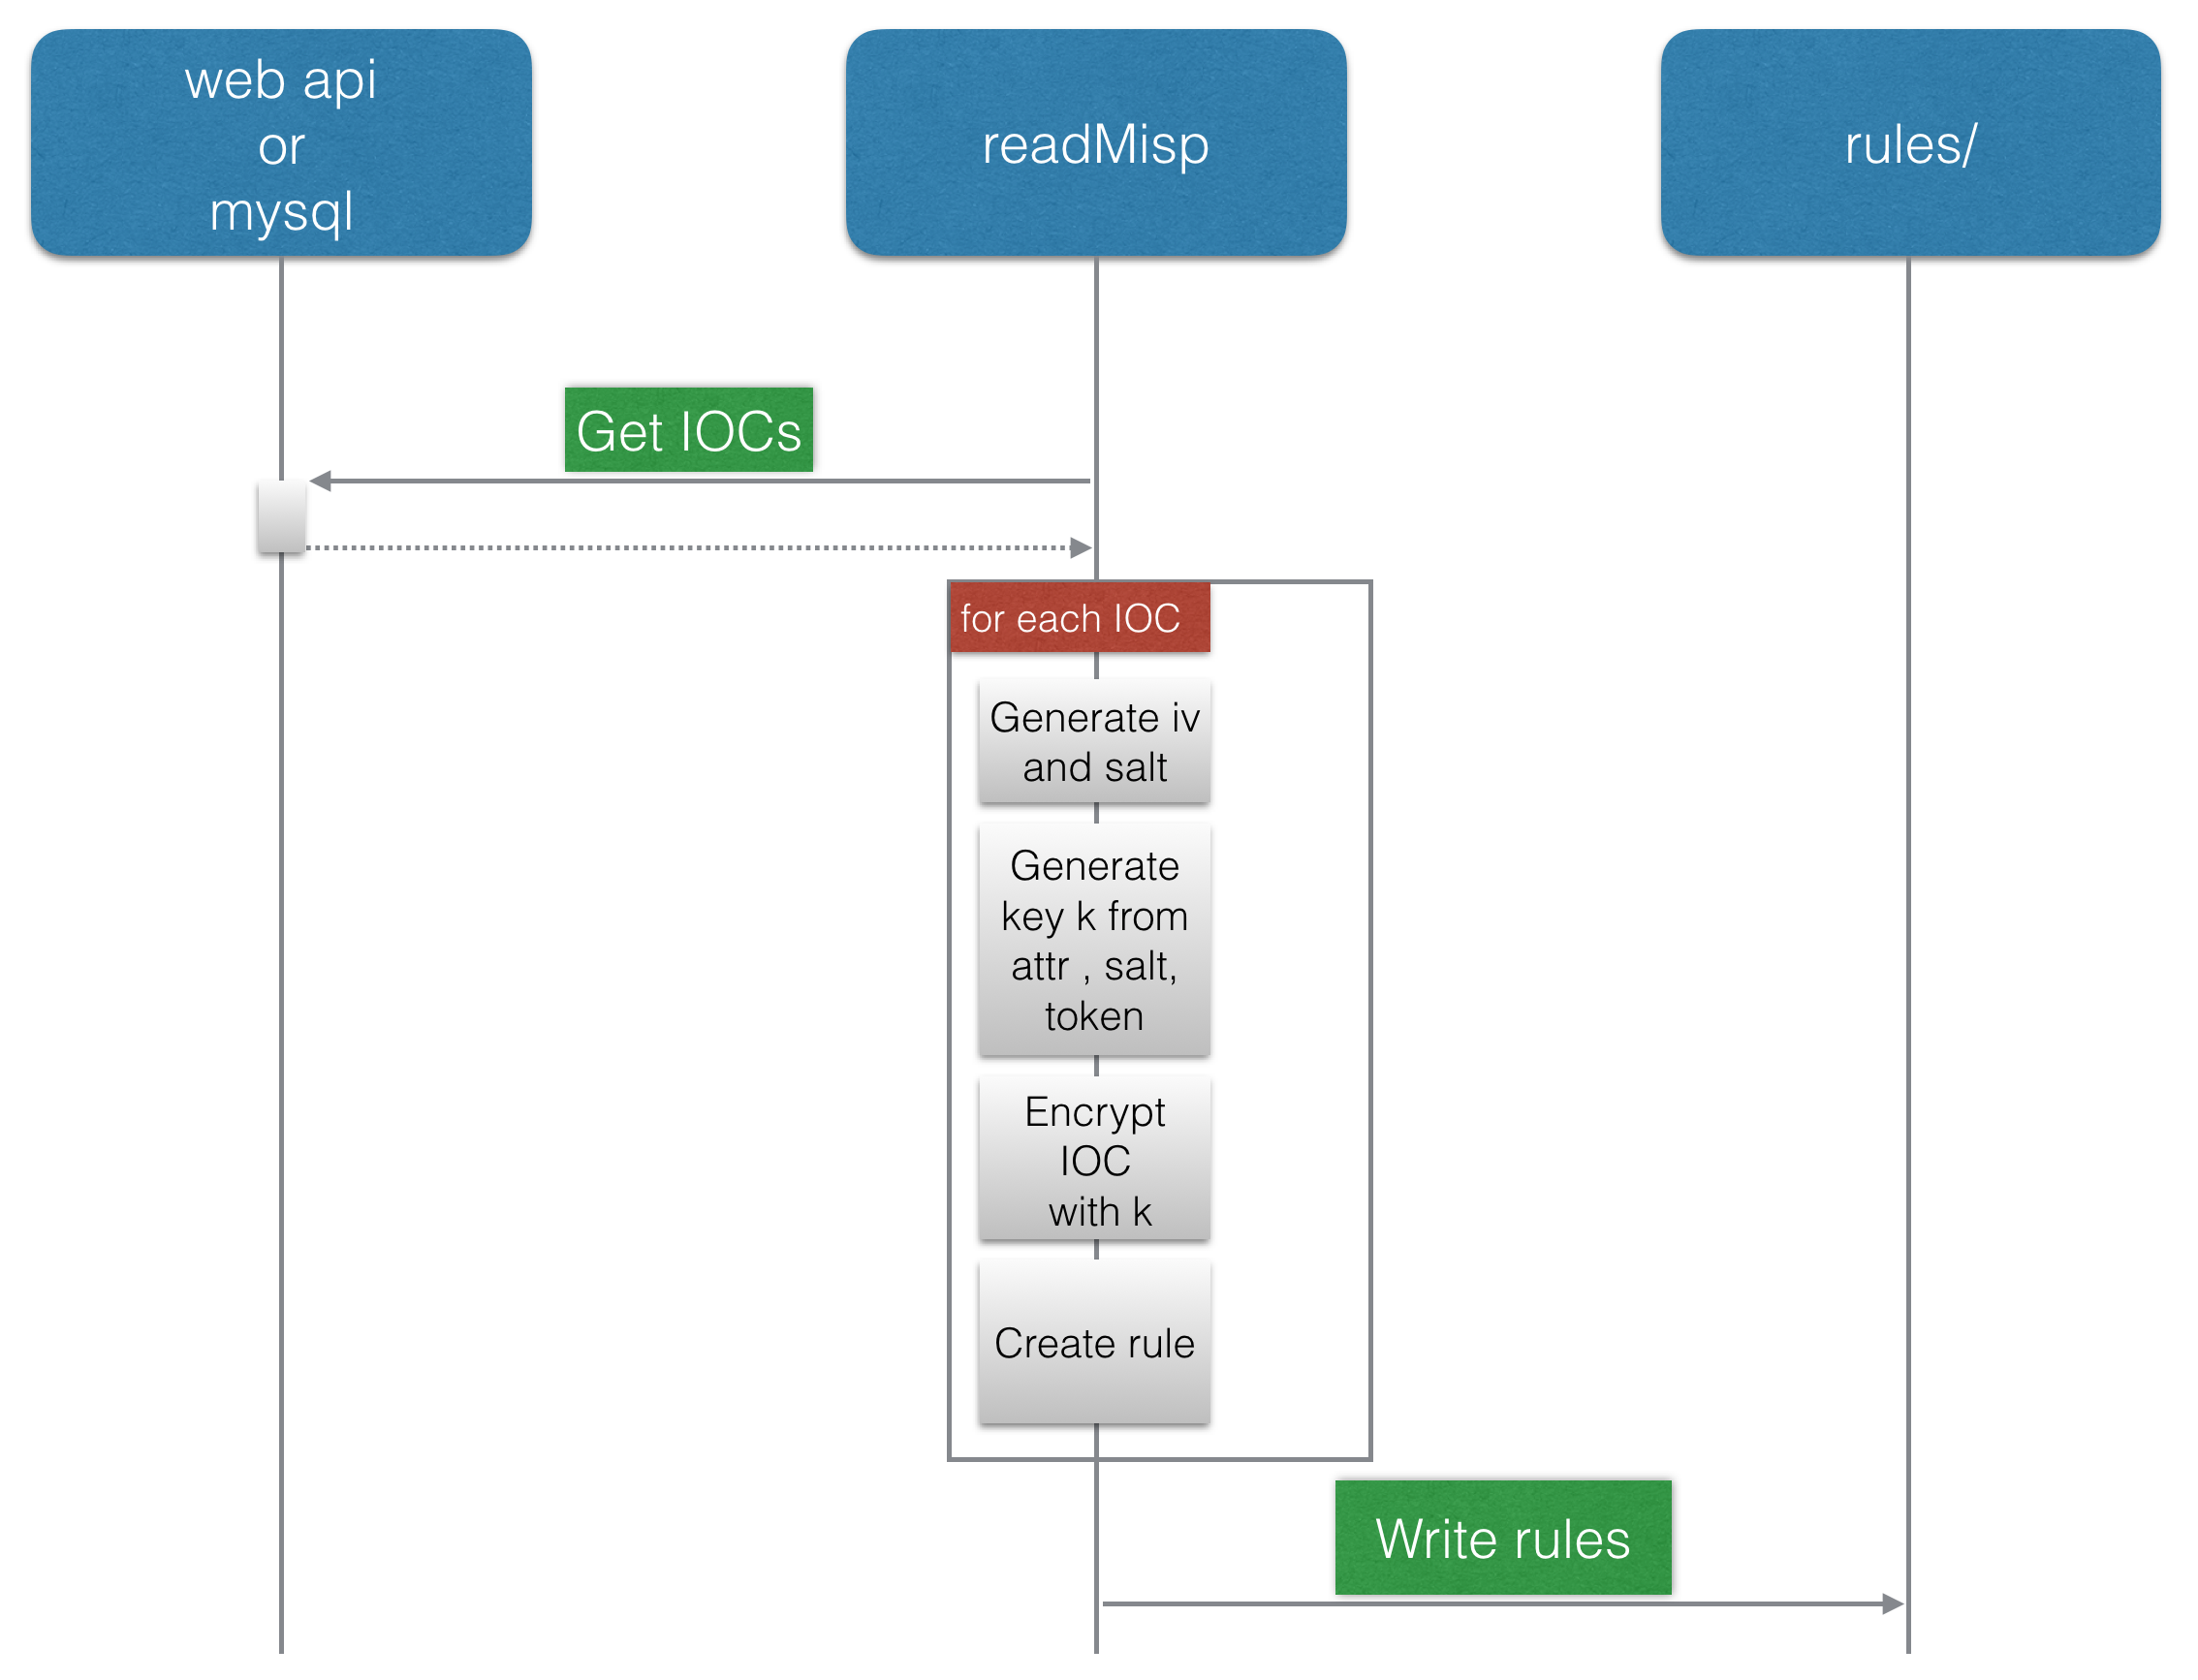 web api
or
mysql
readMisp
rules/
Get IOCs
for each IOC
Generate iv
and salt
Generate
key k from
attr , salt,
token
Encrypt
IOC
with k
Create rule
Write rules